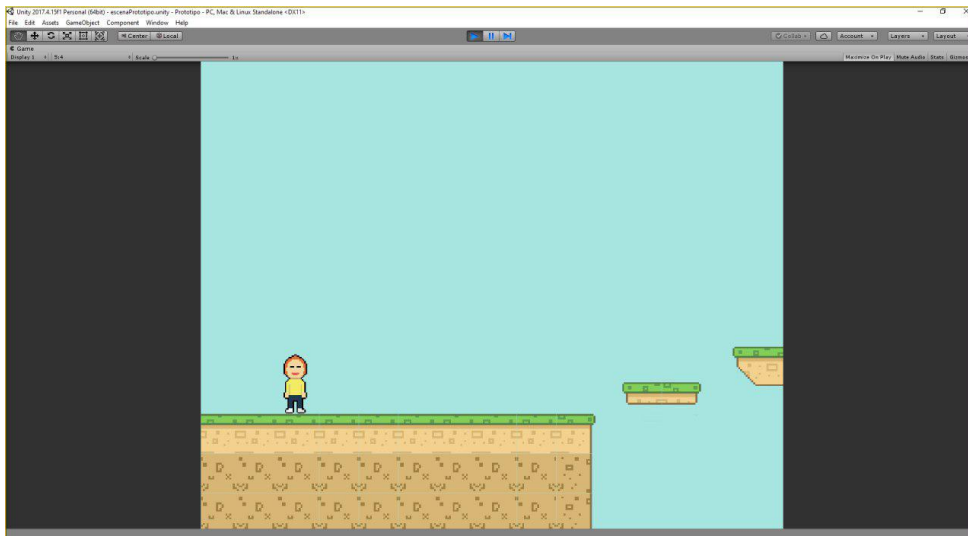 Unity 2017.4.15f1 Personal (64bit) - escenaPrototipo.unity - Prototipo - PC, Mac & Linux Standalone <DX11>
File Edit Assets GameObject Component Window Help
Center Local Collab Account Layers Layout
Game
Display 1 5:4 Scale 1x Maximize On Play Mute Audio Stats Gizmos